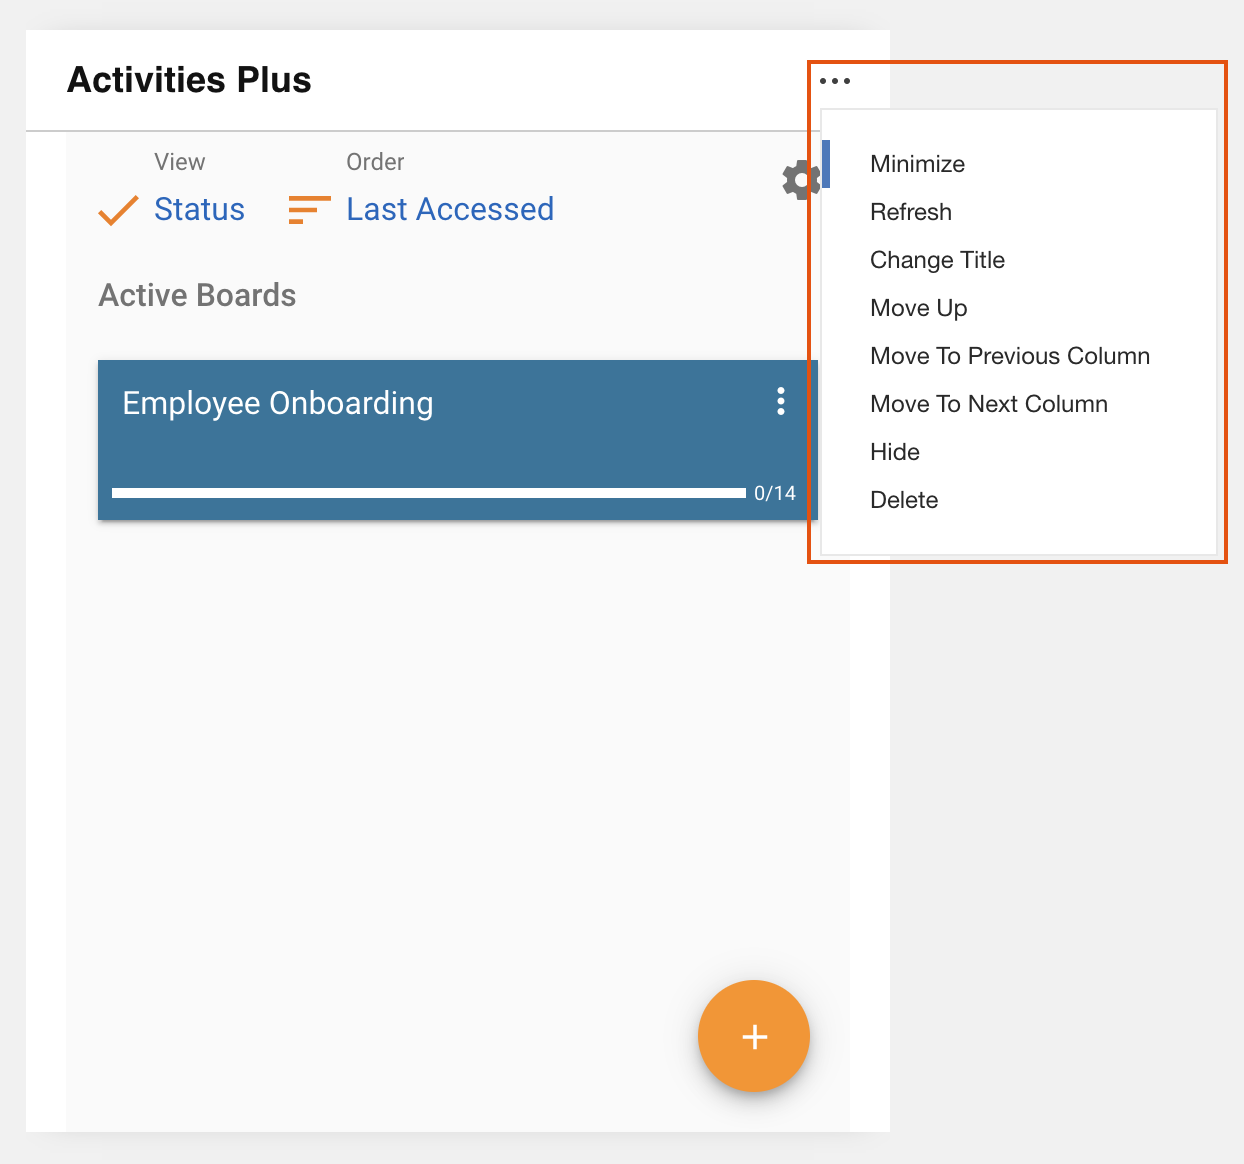 Activities Plus
View
Order
Status
Last Accessed
Active Boards
Employee Onboarding
0/14
Minimize
Refresh
Change Title
Move Up
Move To Previous Column
Move To Next Column
Hide
Delete